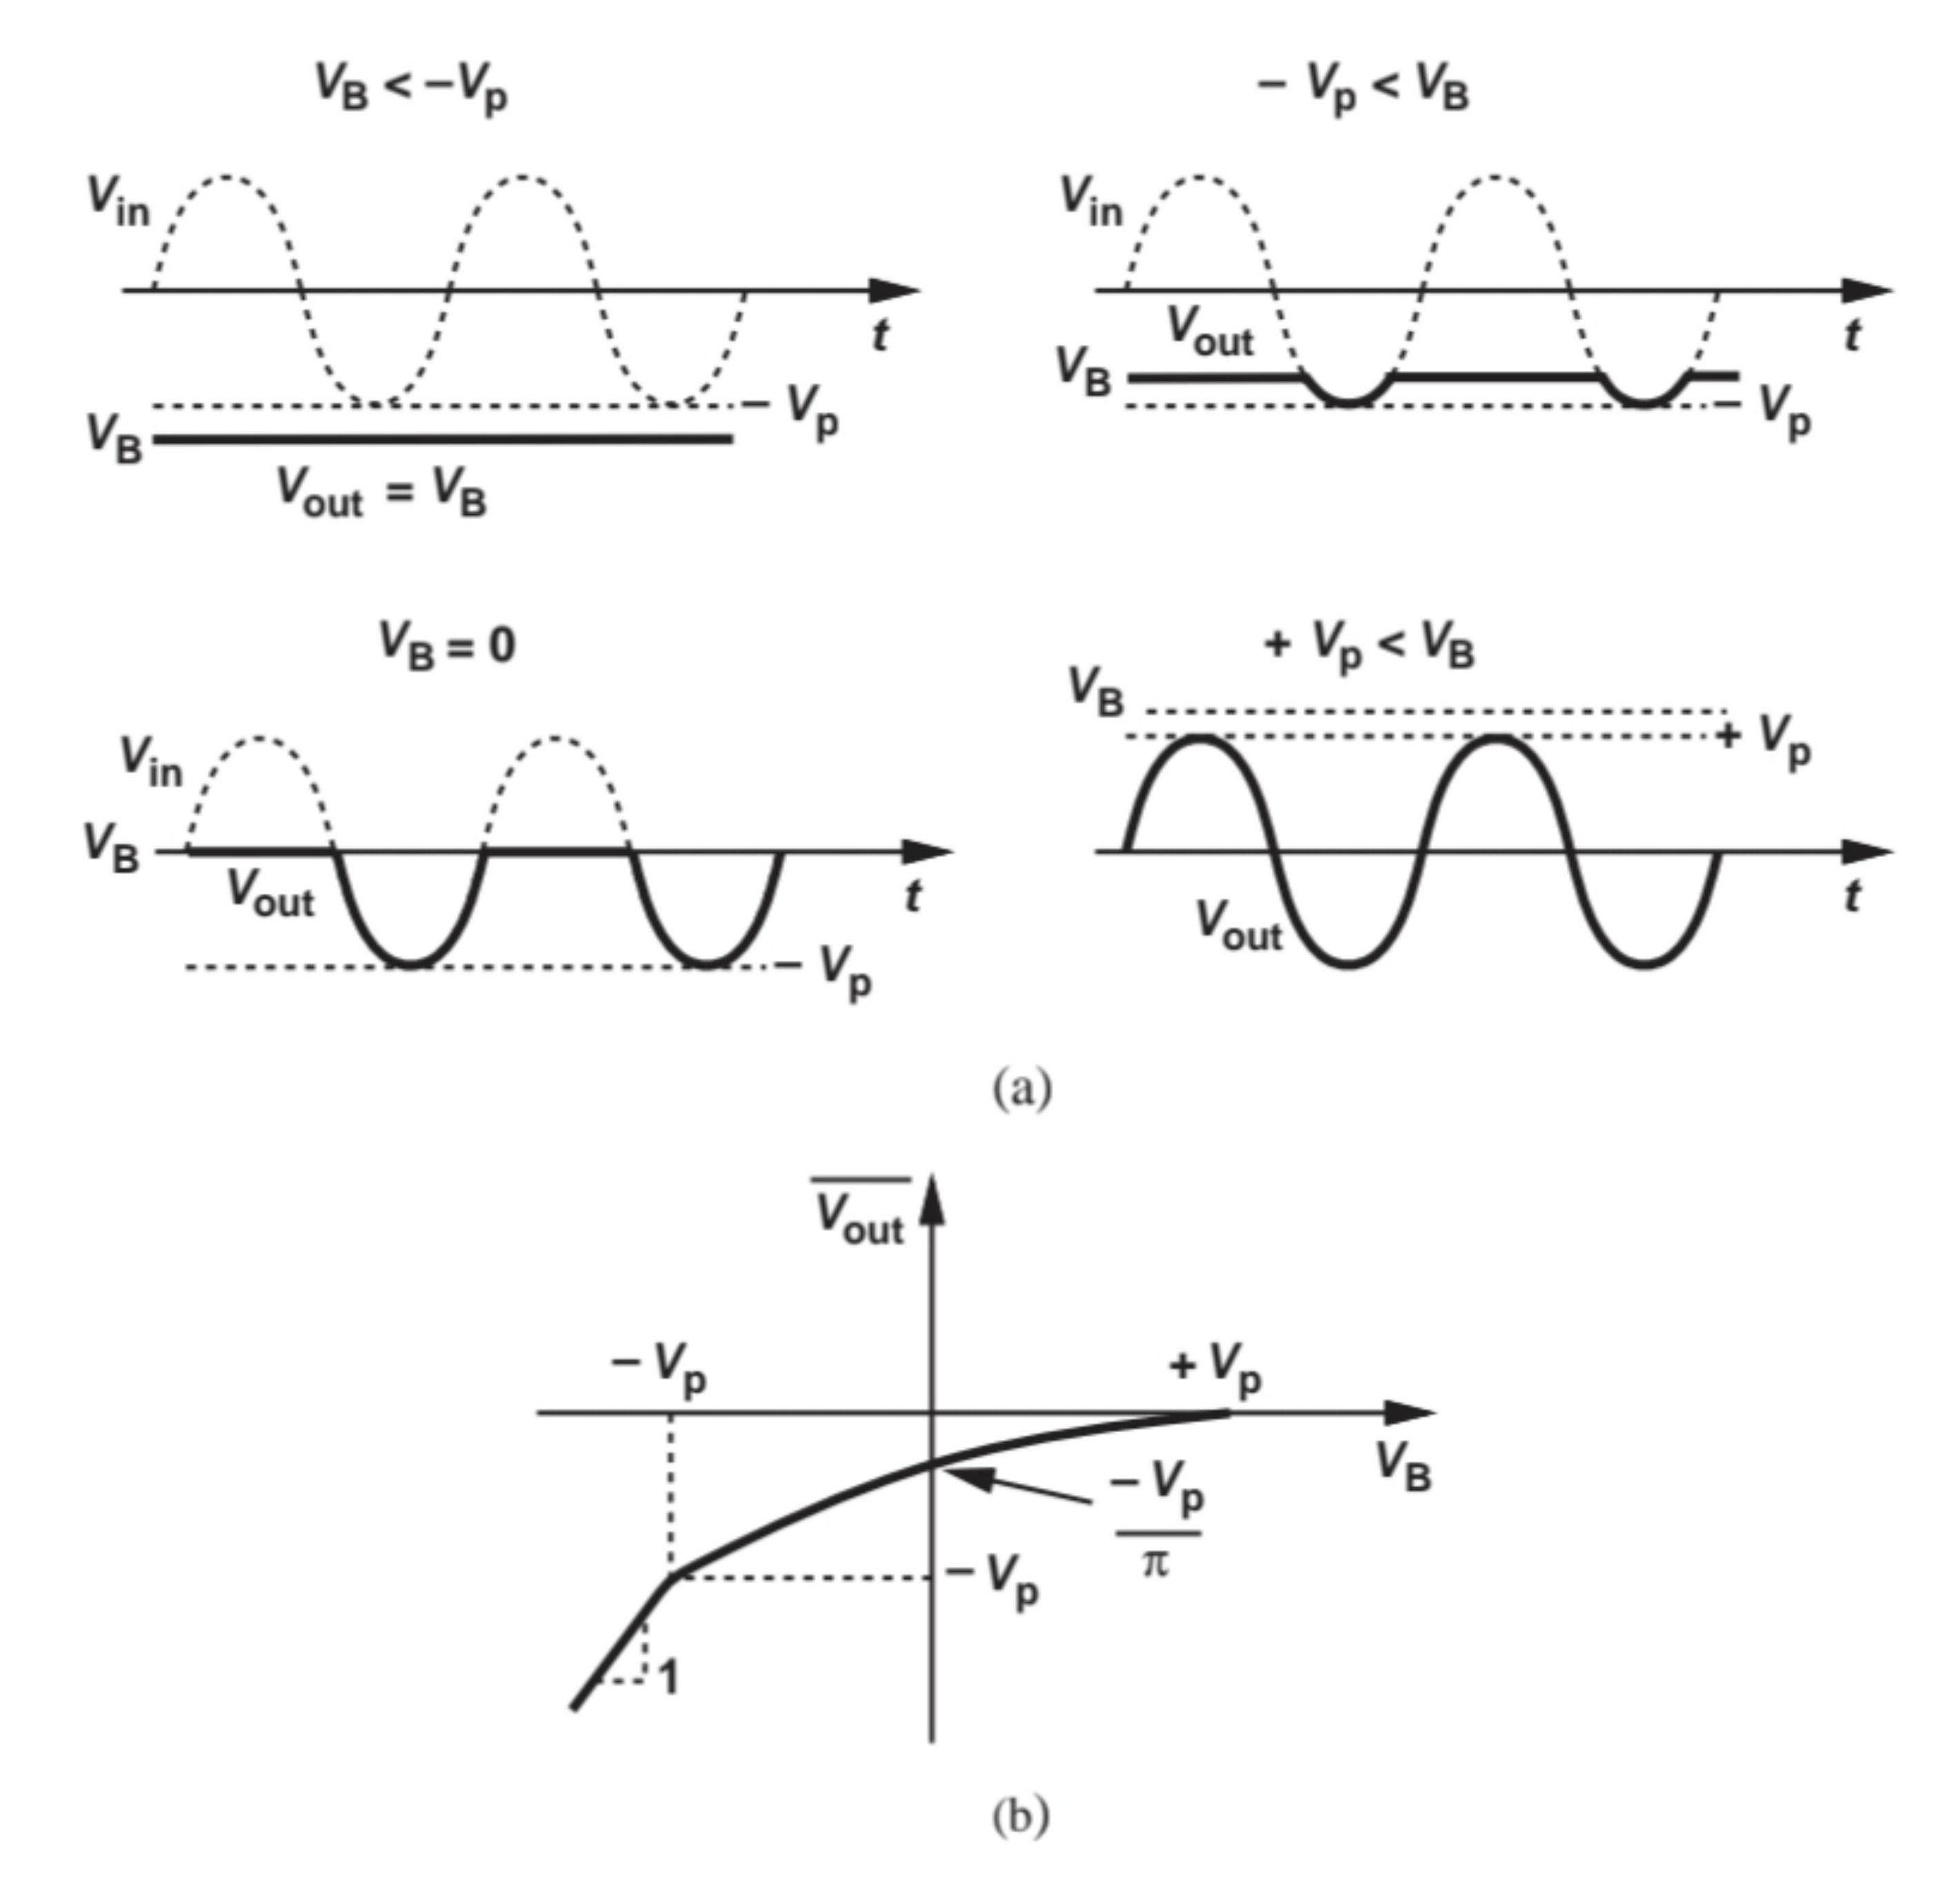 VB < −Vp
− Vp < VB
Vin
t
− Vp
VB
Vout = VB
Vin
Vout
t
VB
− Vp
VB = 0
+ Vp < VB
Vin
VB
Vout
t
− Vp
VB
+ Vp
t
Vout
(a)
Vout
− Vp
+ Vp
VB
− Vp
π
− Vp
1
(b)